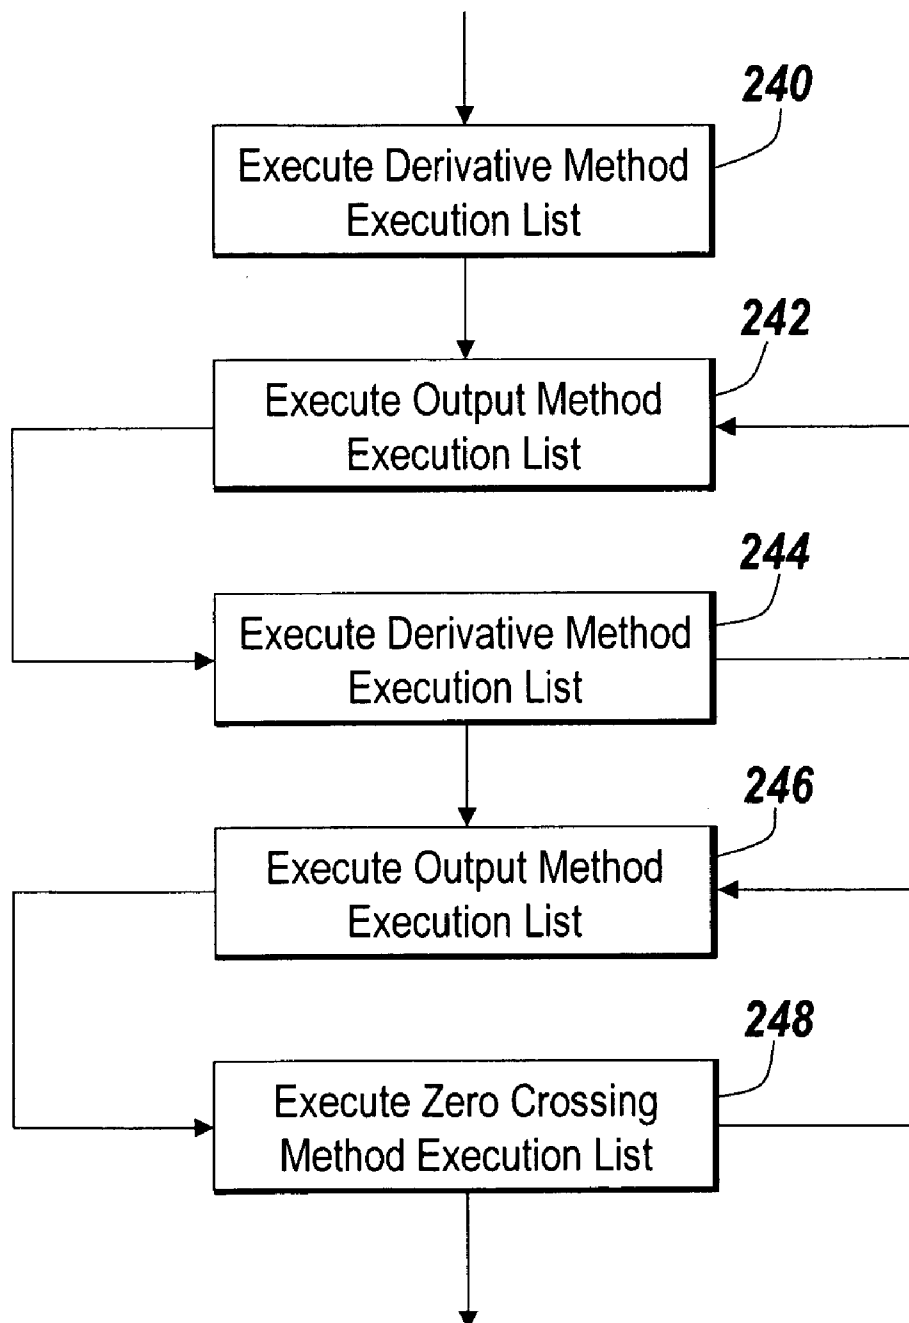 240
Execute Derivative Method
Execution List
242
Execute Output Method
Execution List
244
Execute Derivative Method
Execution List
246
Execute Output Method
Execution List
248
Execute Zero Crossing
Method Execution List